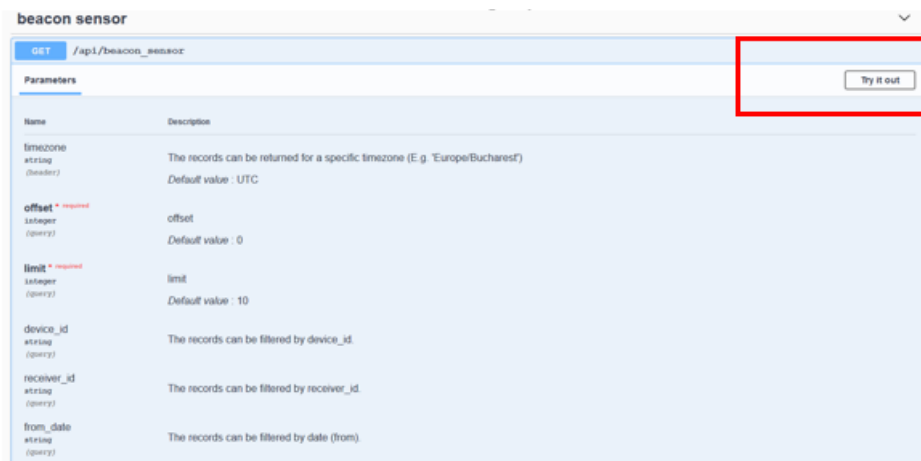 beacon sensor
GET /api/beacon_sensor
Parameters
Try it out
Name Description
timezone
string
(header)
The records can be returned for a specific timezone (E.g. 'Europe/Bucharest')
Default value : UTC
offset * required
integer
(query)
offset
Default value : 0
limit * required
integer
(query)
limit
Default value : 10
device_id
string
(query)
The records can be filtered by device_id.
receiver_id
string
(query)
The records can be filtered by receiver_id.
from_date
string
(query)
The records can be filtered by date (from).